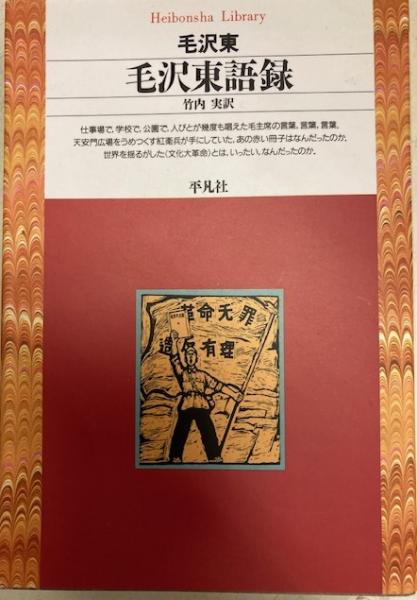 Heibonsha Library
毛沢東
毛沢東語録
竹内 実訳
仕事場で、学校で、公園で、人びとが幾度も唱えた毛主席の言葉、言葉、言葉。
天安門広場をうめつくす紅衛兵が手にしていた、あの赤い冊子はなんだったのか。
世界を揺るがした〈文化大革命〉とは、いったい、なんだったのか。
平凡社
革命无罪
造反有理